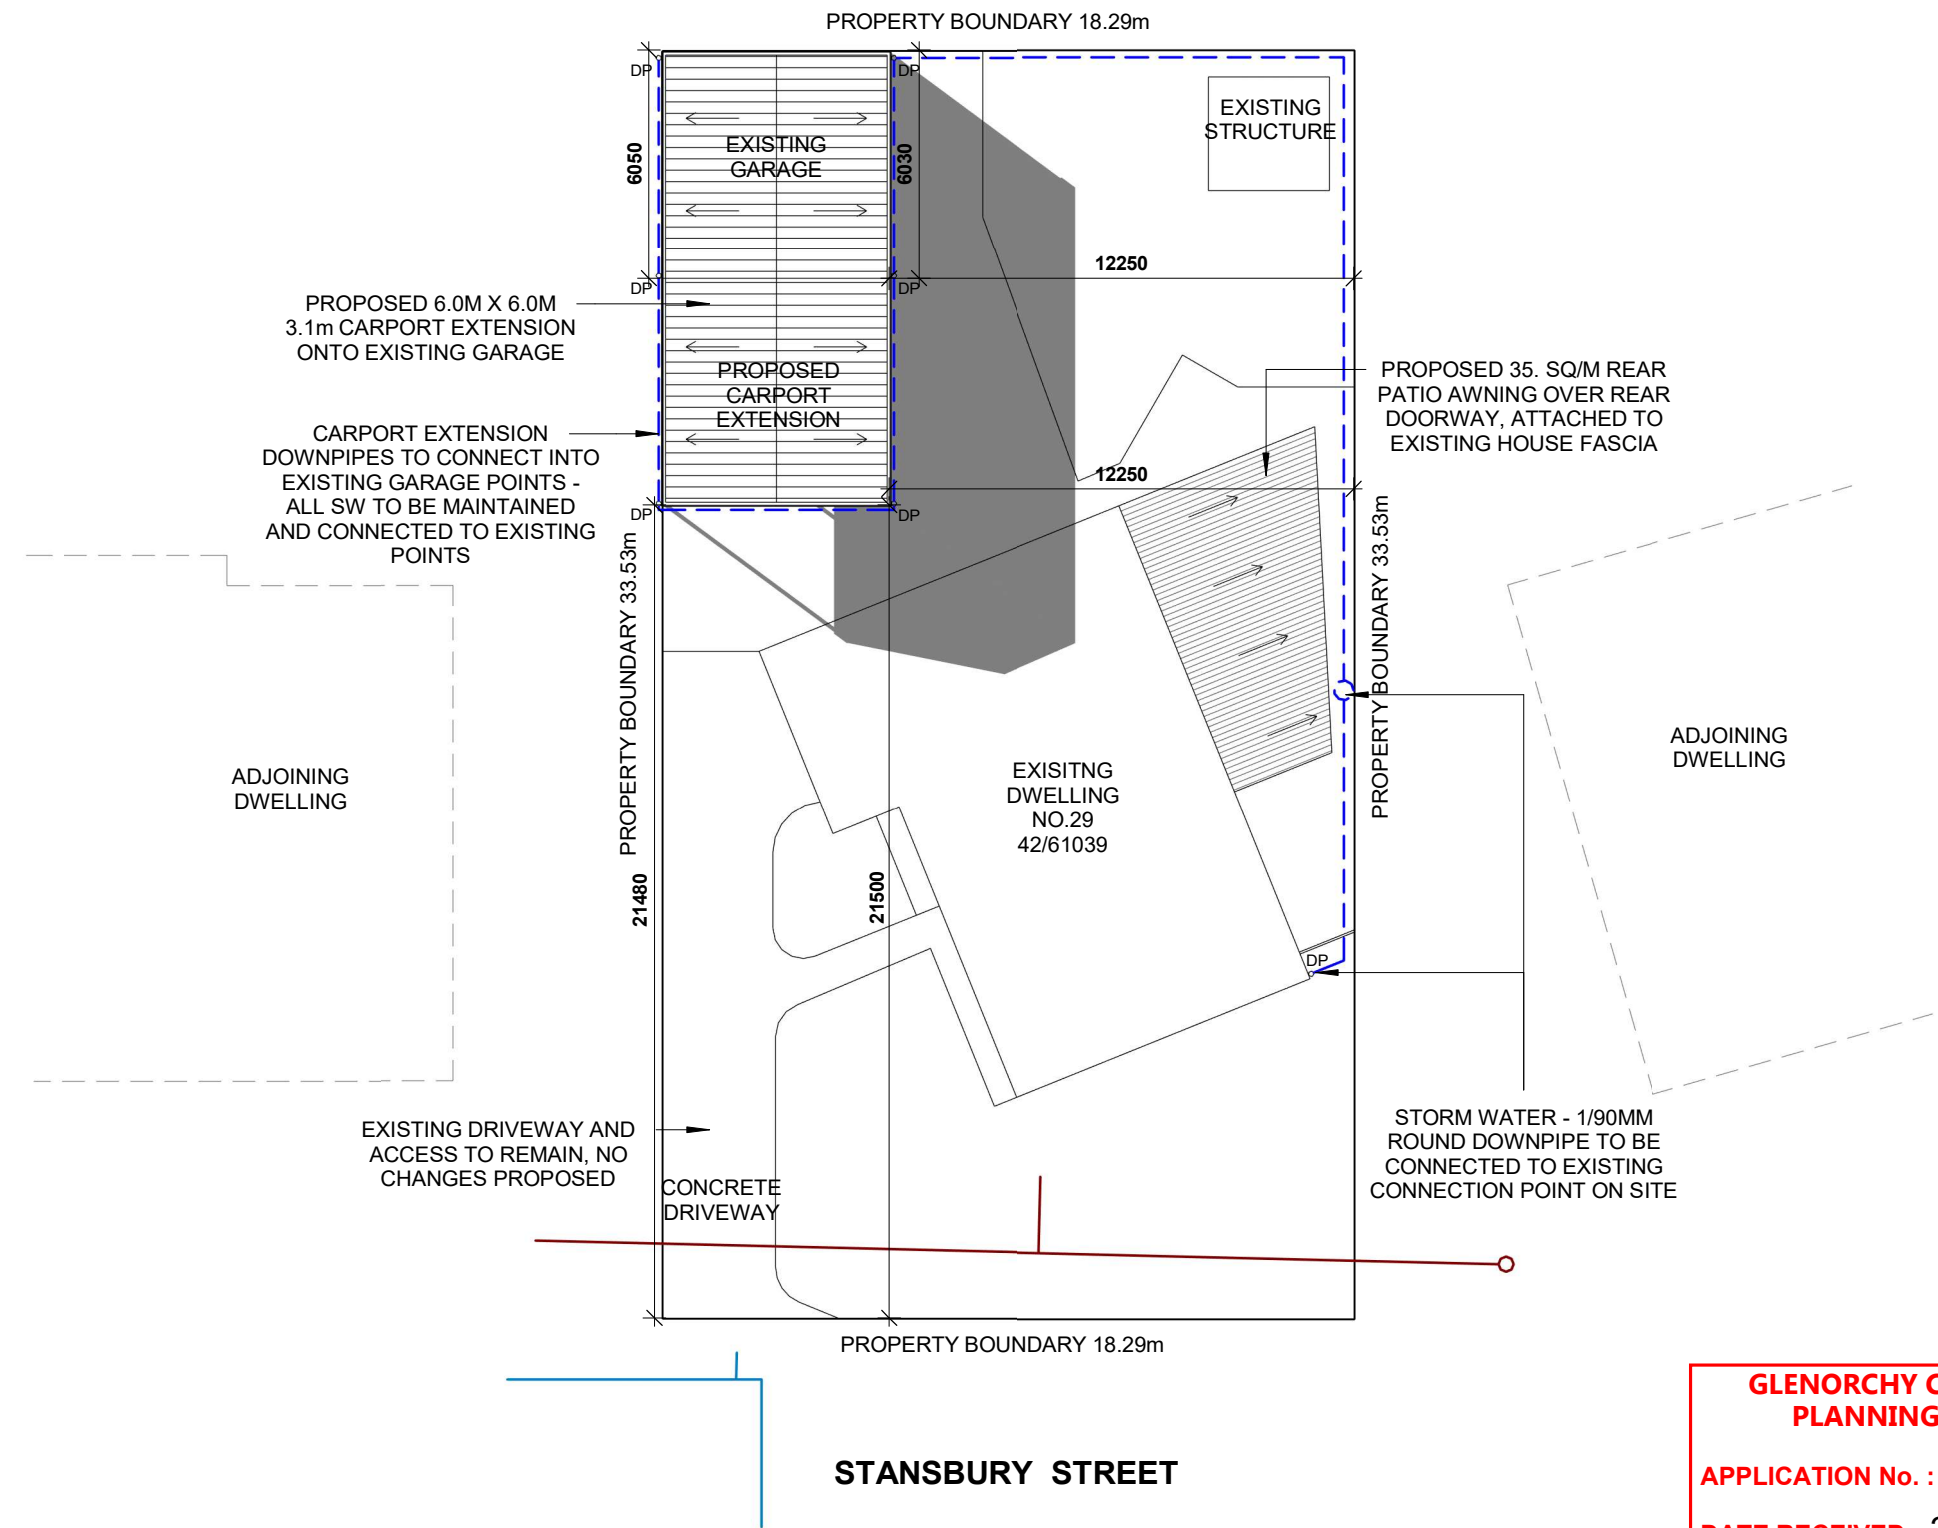 PROPERTY BOUNDARY 18.29m
DP
DP
EXISTING
STRUCTURE
6050
EXISTING
GARAGE
6030
12250
DP
DP
PROPOSED 6.0M X 6.0M
3.1m CARPORT EXTENSION
ONTO EXISTING GARAGE
PROPOSED
CARPORT
EXTENSION
PROPOSED 35. SQ/M REAR
PATIO AWNING OVER REAR
DOORWAY, ATTACHED TO
EXISTING HOUSE FASCIA
CARPORT EXTENSION
DOWNPIPES TO CONNECT INTO
EXISTING GARAGE POINTS -
ALL SW TO BE MAINTAINED
AND CONNECTED TO EXISTING
POINTS
12250
DP
DP
PROPERTY BOUNDARY 33.53m
PROPERTY BOUNDARY 33.53m
ADJOINING
DWELLING
ADJOINING
DWELLING
EXISITNG
DWELLING
NO.29
42/61039
21480
21500
DP
EXISTING DRIVEWAY AND
ACCESS TO REMAIN, NO
CHANGES PROPOSED
CONCRETE
DRIVEWAY
STORM WATER - 1/90MM
ROUND DOWNPIPE TO BE
CONNECTED TO EXISTING
CONNECTION POINT ON SITE
PROPERTY BOUNDARY 18.29m
STANSBURY STREET
GLENORCHY
PLANNING
APPLICATION No. :